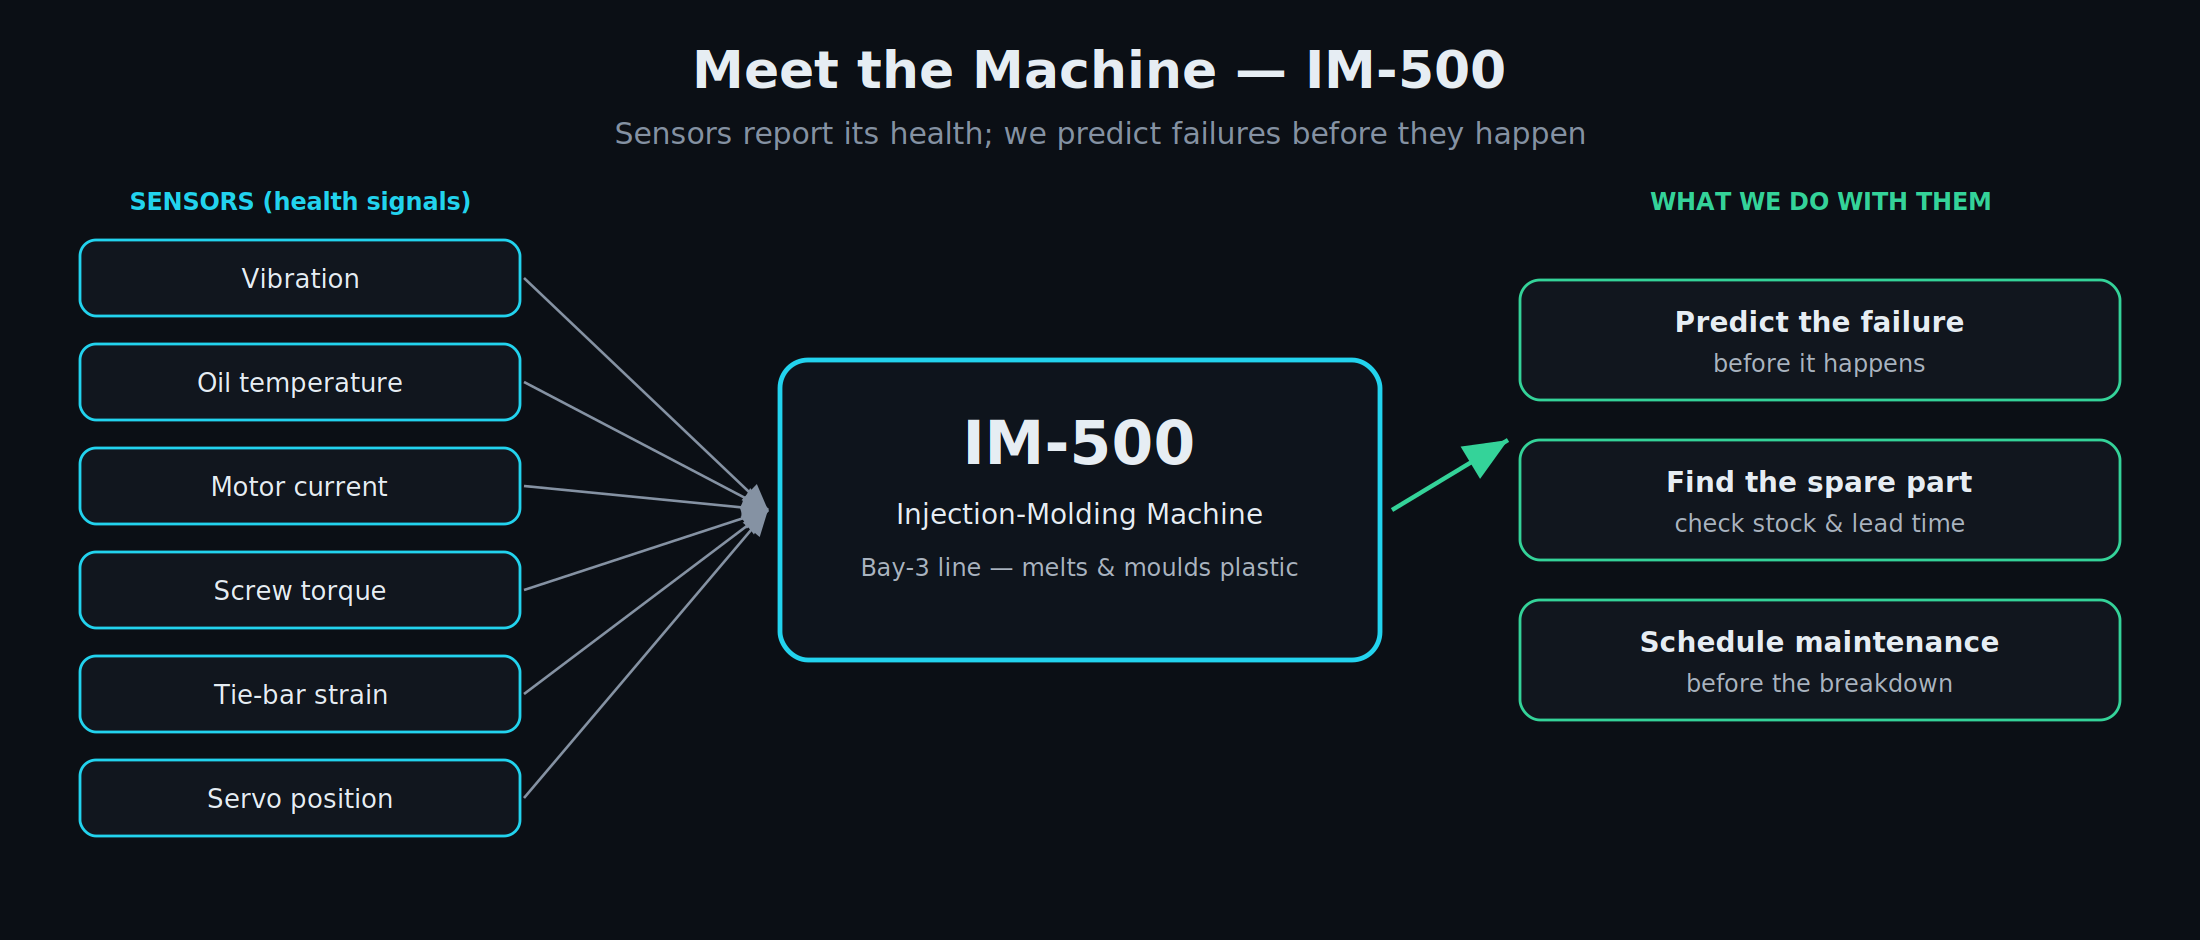 Meet the Machine — IM-500
Sensors report its health; we predict failures before they happen
SENSORS (health signals)
Vibration
Oil temperature
Motor current
Screw torque
Tie-bar strain
Servo position
IM-500
Injection-Molding Machine
Bay-3 line — melts & moulds plastic
WHAT WE DO WITH THEM
Predict the failure
before it happens
Find the spare part
check stock & lead time
Schedule maintenance
before the breakdown